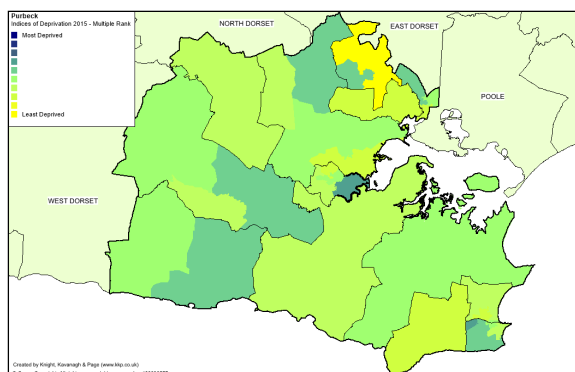 Purbeck
Indices of Deprivation 2015 - Multiple Rank
Most Deprived
Least Deprived
NORTH DORSET
EAST DORSET
POOLE
WEST DORSET
Created by Knight, Kavanagh & Page (www.kkp.co.uk)